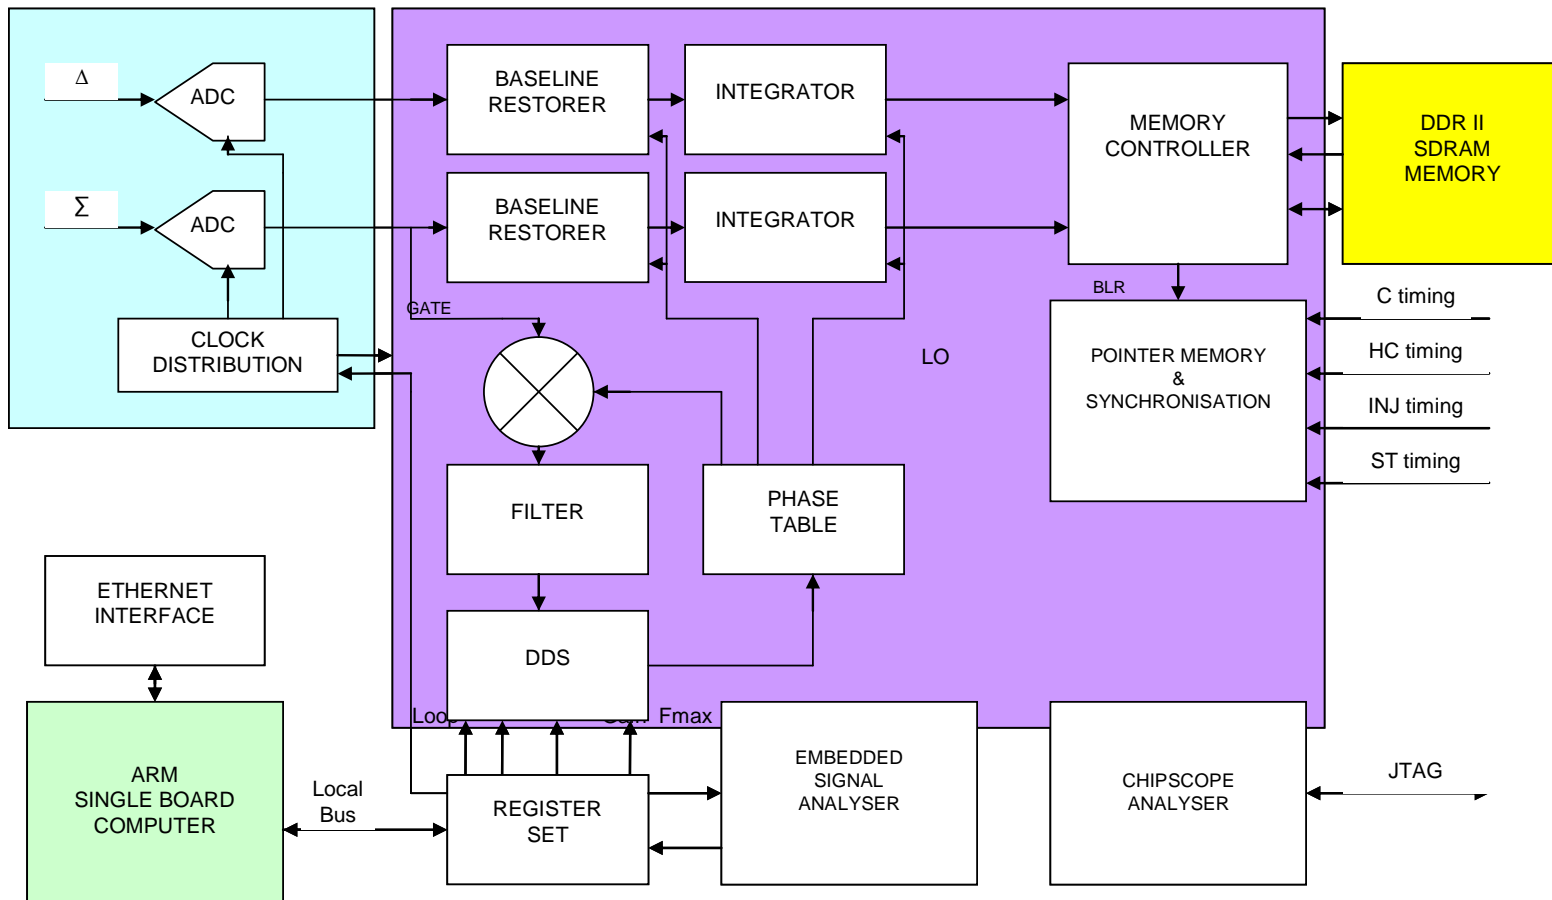 Δ
ADC
Σ
ADC
CLOCK
DISTRIBUTION
BASELINE
RESTORER
INTEGRATOR
BASELINE
RESTORER
INTEGRATOR
MEMORY
CONTROLLER
DDR II
SDRAM
MEMORY
GATE
BLR
LO
POINTER MEMORY
&
SYNCHRONISATION
C timing
HC timing
INJ timing
ST timing
FILTER
PHASE
TABLE
DDS
Loop
Fmax
ETHERNET
INTERFACE
ARM
SINGLE BOARD
COMPUTER
Local
Bus
REGISTER
SET
EMBEDDED
SIGNAL
ANALYSER
CHIPSCOPE
ANALYSER
JTAG